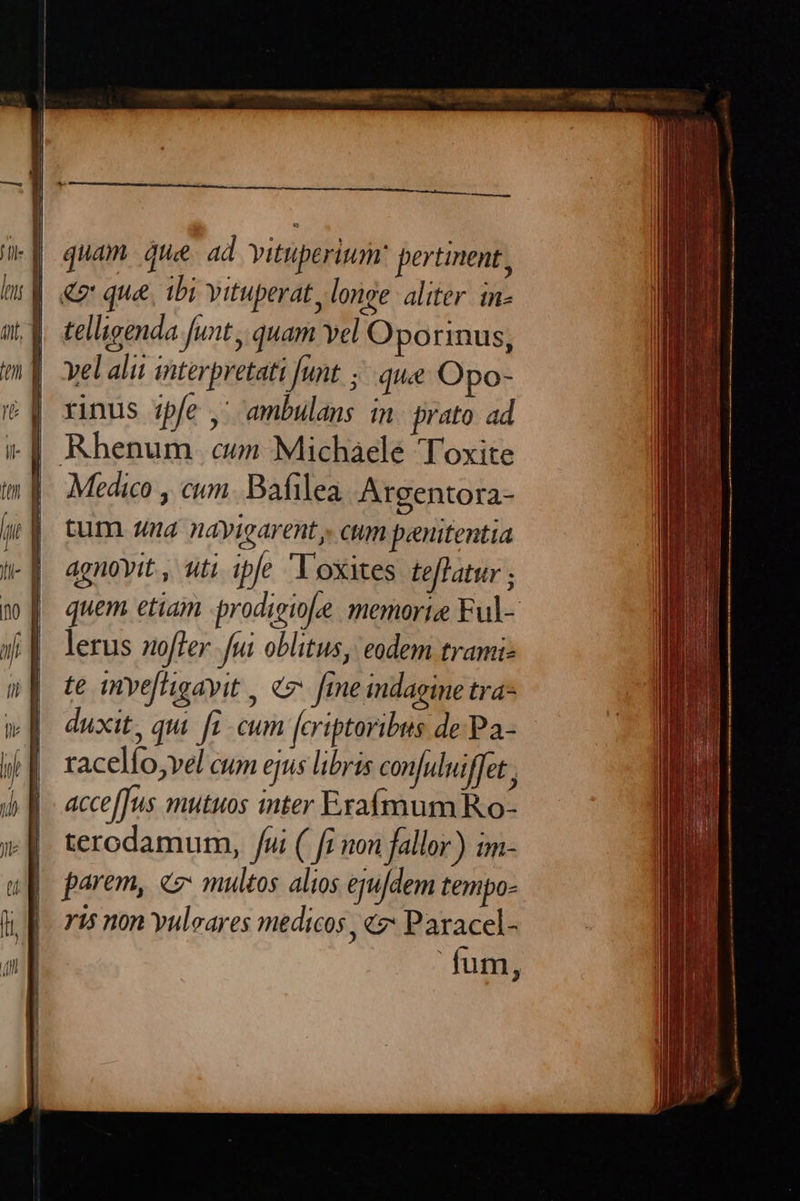 quam quæ ad vituperium pertinent,
& quæ ibi vituperat, longe aliter in-
telligenda ſunt, quam vel Oporinus,
vel alii interpretati ſunt; quæ Opo-
rinus ipſe, ambulans in prato ad
Rhenum cum Michàele Toxite
Medico, cum Baſilea Argentora-
tum una navigarent, cum pænitentia
agnovit, uti ipſe Toxites teſtatur;
quem etiam prodigioſæ memoriæ Ful-
lerus noſter ſui oblitus, eodem trami-
te inveſtigavit, & ſine indagine tra-
duxit, qui ſi cum ſcriptoribus de Pa-
racelſo, vel cum ejus libris conſuluiſſet,
acceſſus mutuos inter Eraſmum Ro-
terodamum, ſui (ſi non fallor) im-
parem, & multos alios ejuſdem tempo-
ris non vulgares medicos, & Paracel-
ſum,